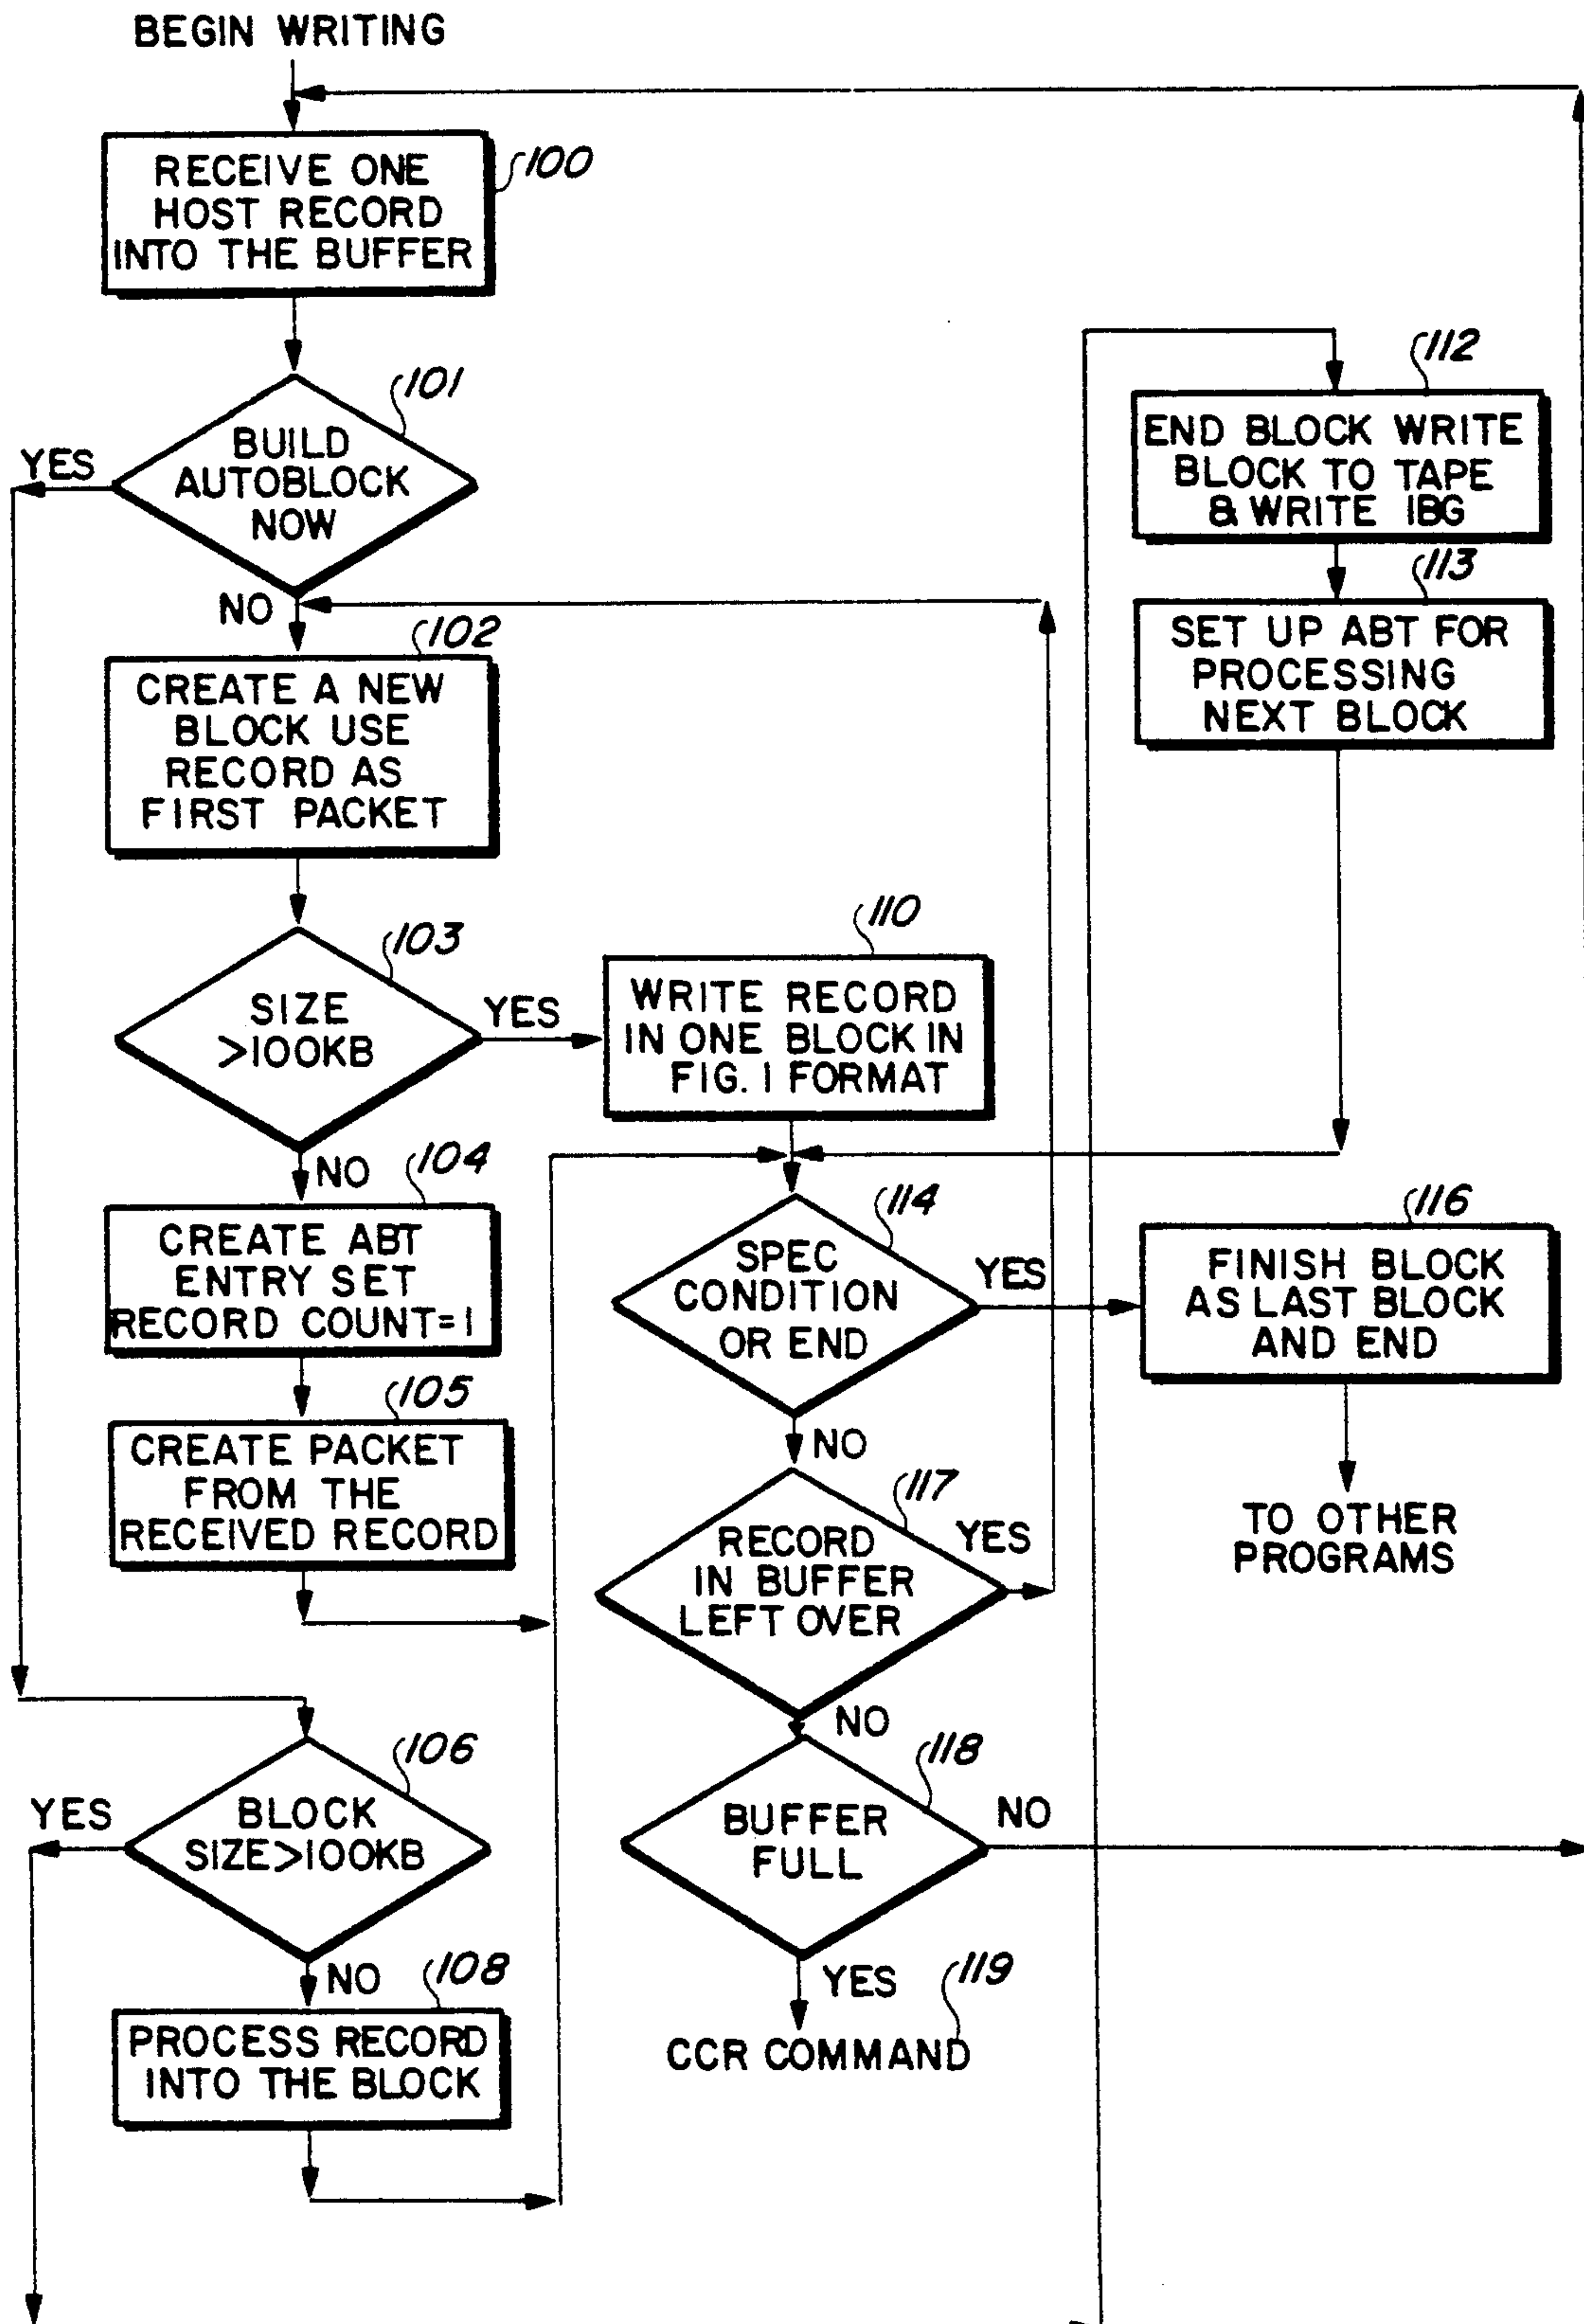 BEGIN WRITING
RECEIVE ONE
HOST RECORD
INTO THE BUFFER
100
101
BUILD
AUTOBLOCK
NOW
YES
NO
102
CREATE A NEW
BLOCK USE
RECORD AS
FIRST PACKET
103
SIZE
>100KB
YES
NO
110
WRITE RECORD
IN ONE BLOCK IN
FIG. 1 FORMAT
104
CREATE ABT
ENTRY SET
RECORD COUNT=1
105
CREATE PACKET
FROM THE
RECEIVED RECORD
106
BLOCK
SIZE>100KB
YES
NO
108
PROCESS RECORD
INTO THE BLOCK
112
END BLOCK WRITE
BLOCK TO TAPE
& WRITE IBG
113
SET UP ABT FOR
PROCESSING
NEXT BLOCK
114
SPEC
CONDITION
OR END
YES
NO
116
FINISH BLOCK
AS LAST BLOCK
AND END
TO OTHER
PROGRAMS
117
RECORD
IN BUFFER
LEFT OVER
YES
NO
118
BUFFER
FULL
NO
YES
119
CCR COMMAND